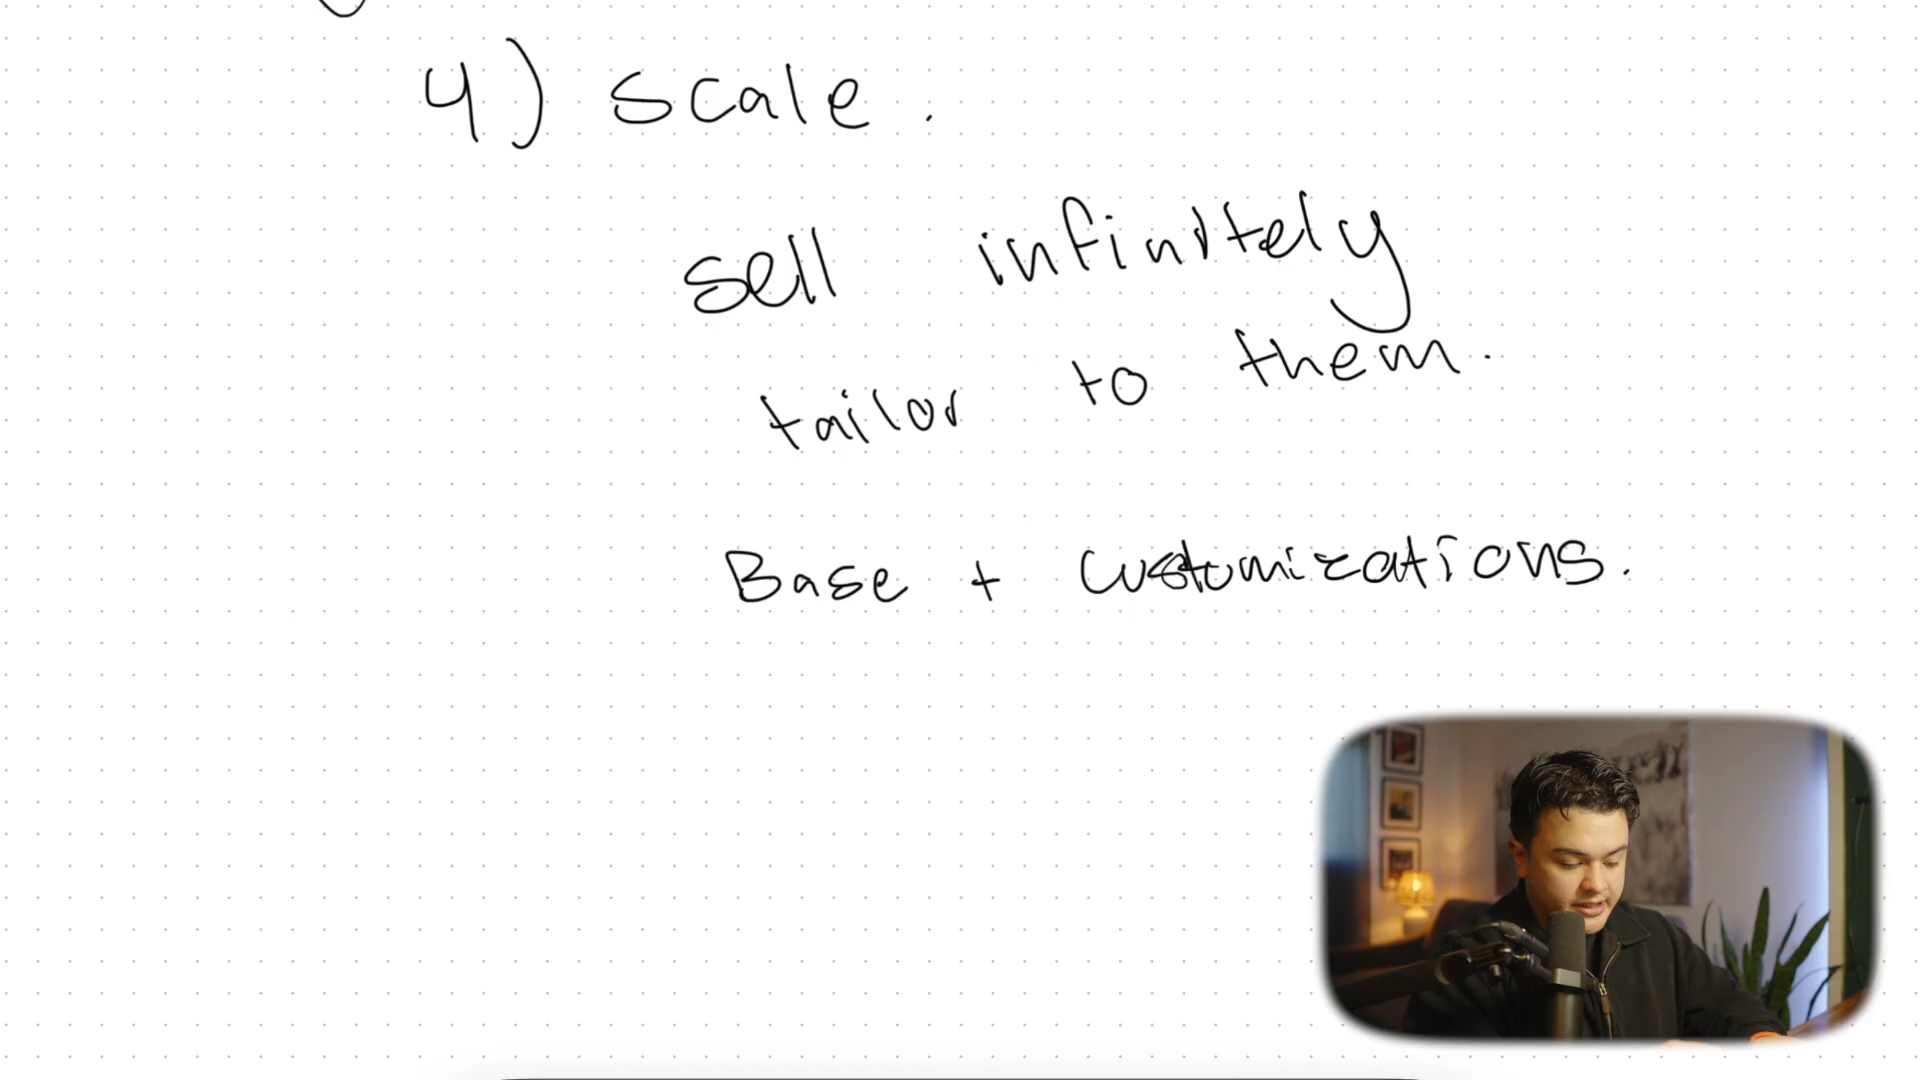 4) scale.
sell infinitely
tailor to them.
Base + Customizations.